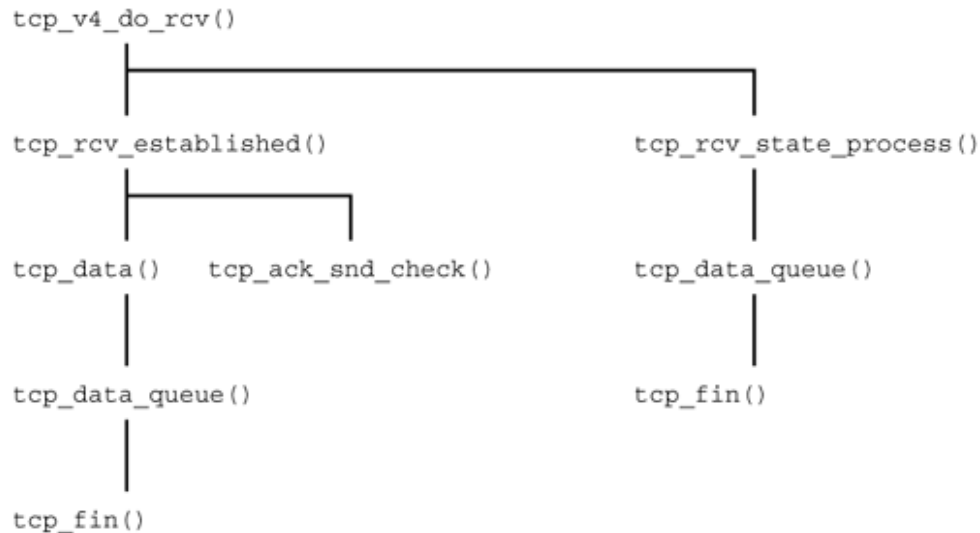 tcp_v4_do_rcv()
tcp_rcv_established() tcp_rcv_state_process()
tcp_data() tcp_ack_snd_check() tcp_data_queue()
tcp_data_queue() tcp_fin()
tcp_fin()